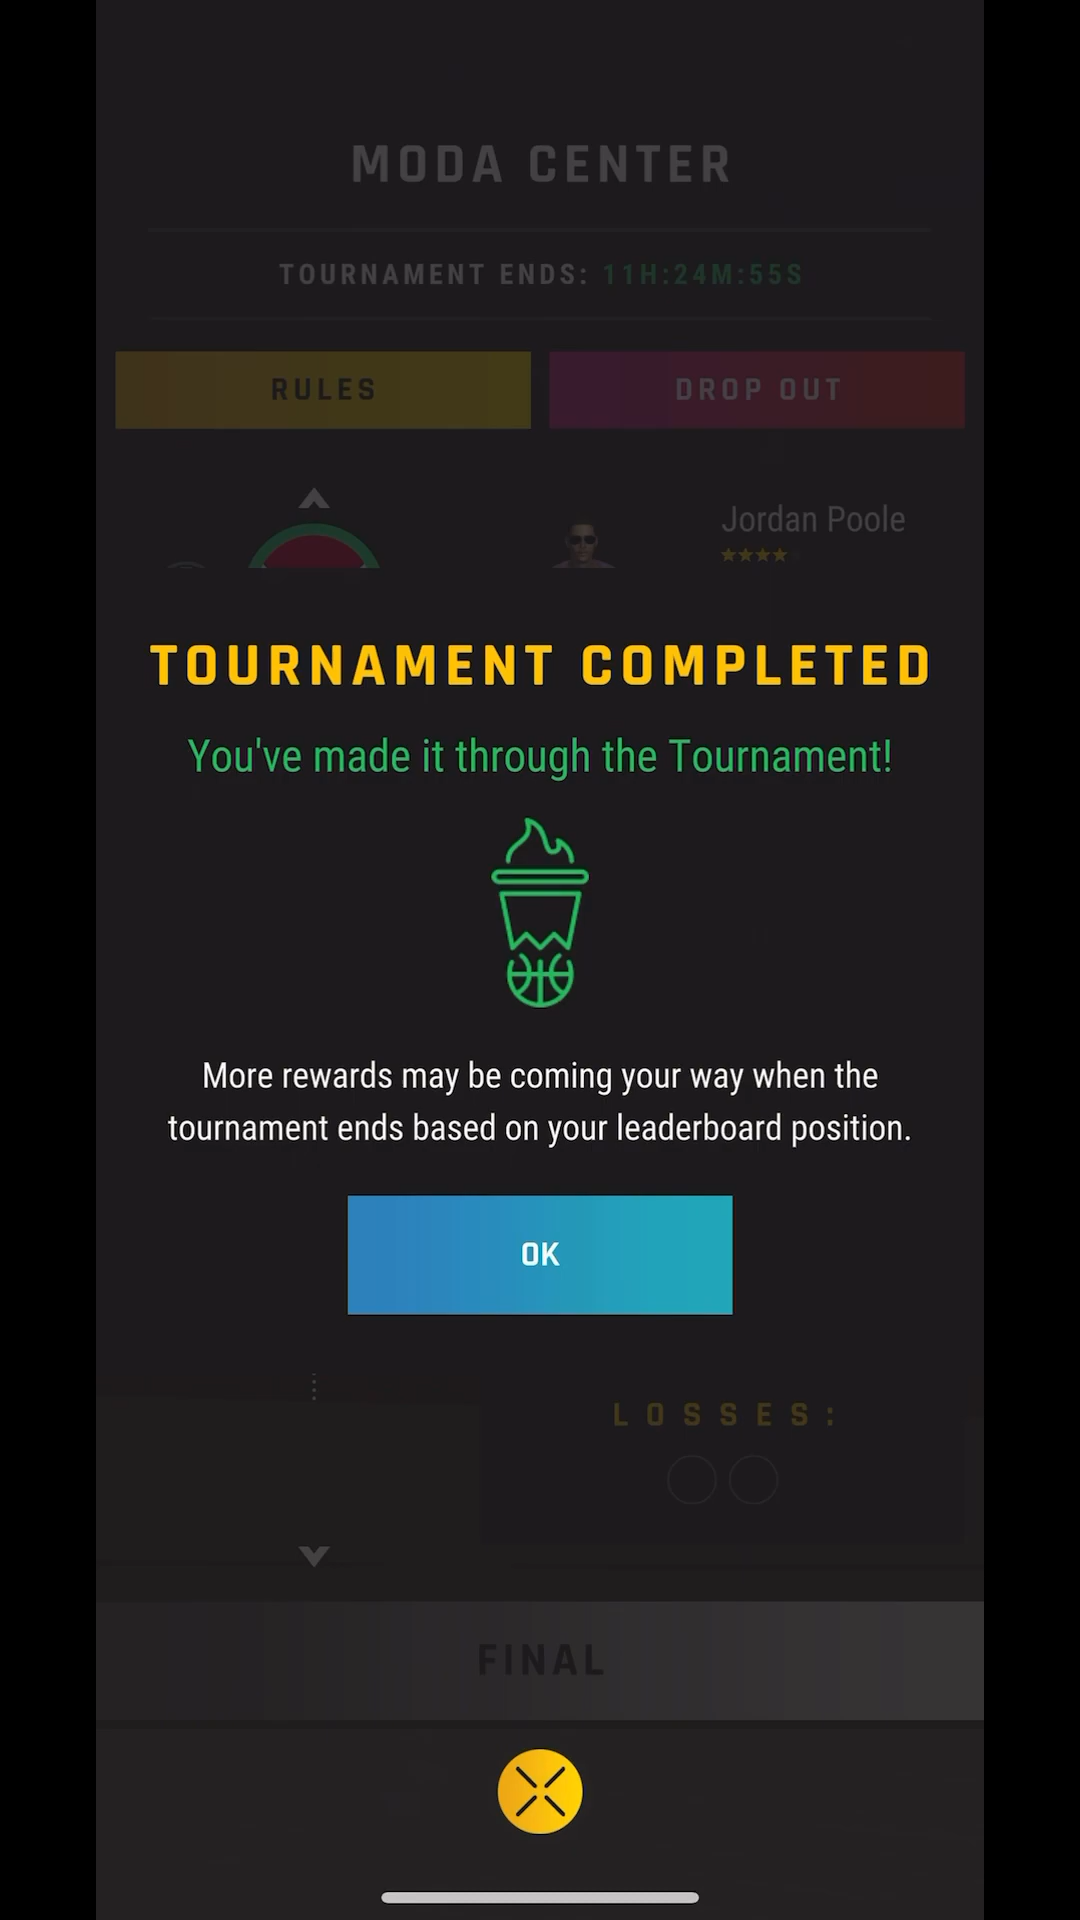 MODA CENTER
TOURNAMENT ENDS: 11H:24M:55S
RULES
DROP OUT
Jordan Poole
TOURNAMENT COMPLETED
You've made it through the Tournament!
More rewards may be coming your way when the
tournament ends based on your leaderboard position.
OK
LOSSES:
FINAL